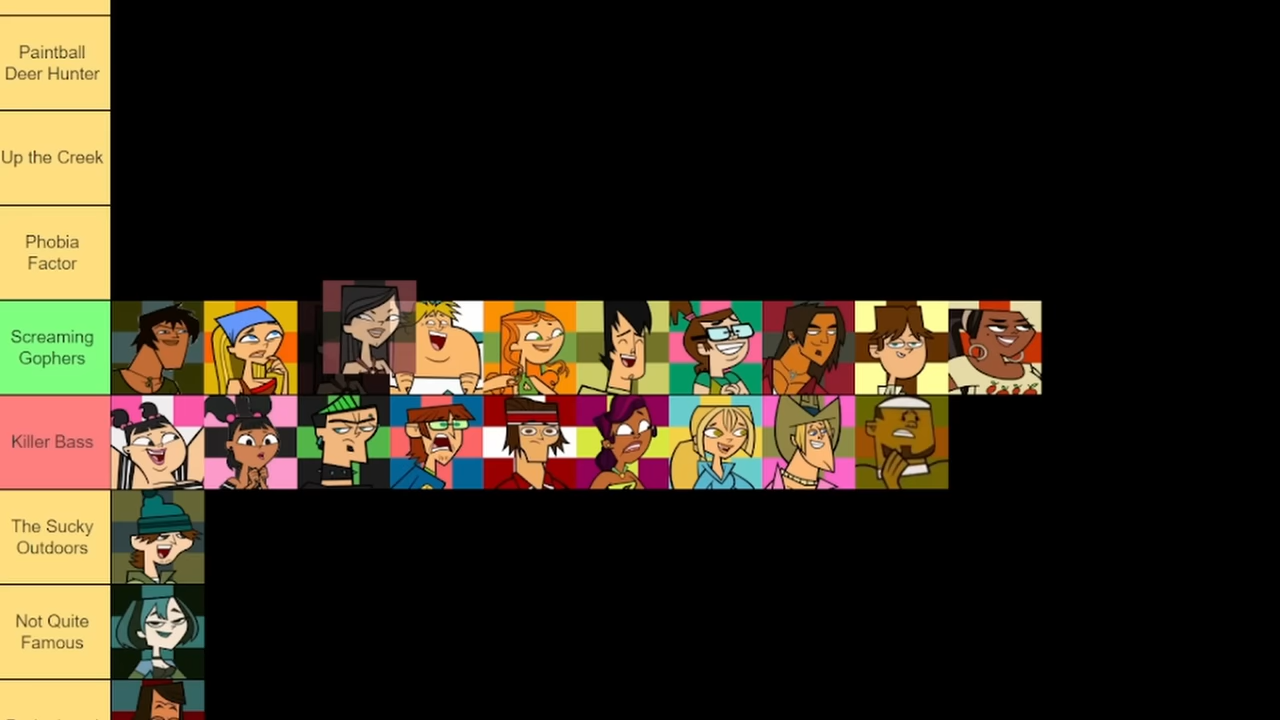 Paintball
Deer Hunter
Up the Creek
Phobia
Factor
Screaming
Gophers
Killer Bass
The Sucky
Outdoors
Not Quite
Famous